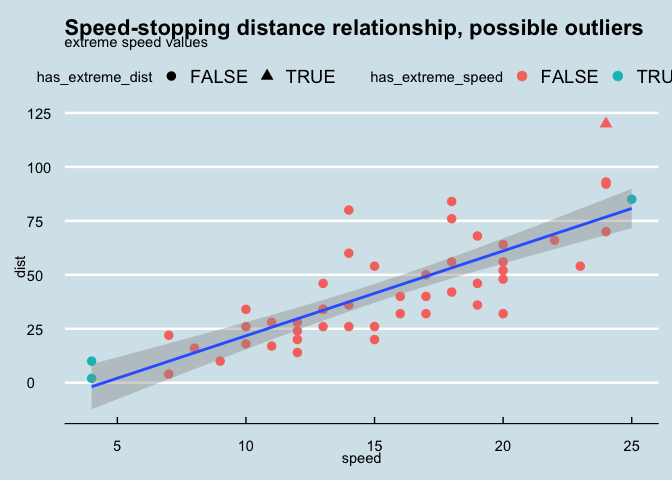 Speed-stopping distance relationship, possible outliers
extreme speed values
has_extreme_dist FALSE TRUE has_extreme_speed FALSE TRU
125
100
75
50
25
0
dist
5 10 15 20 25
speed